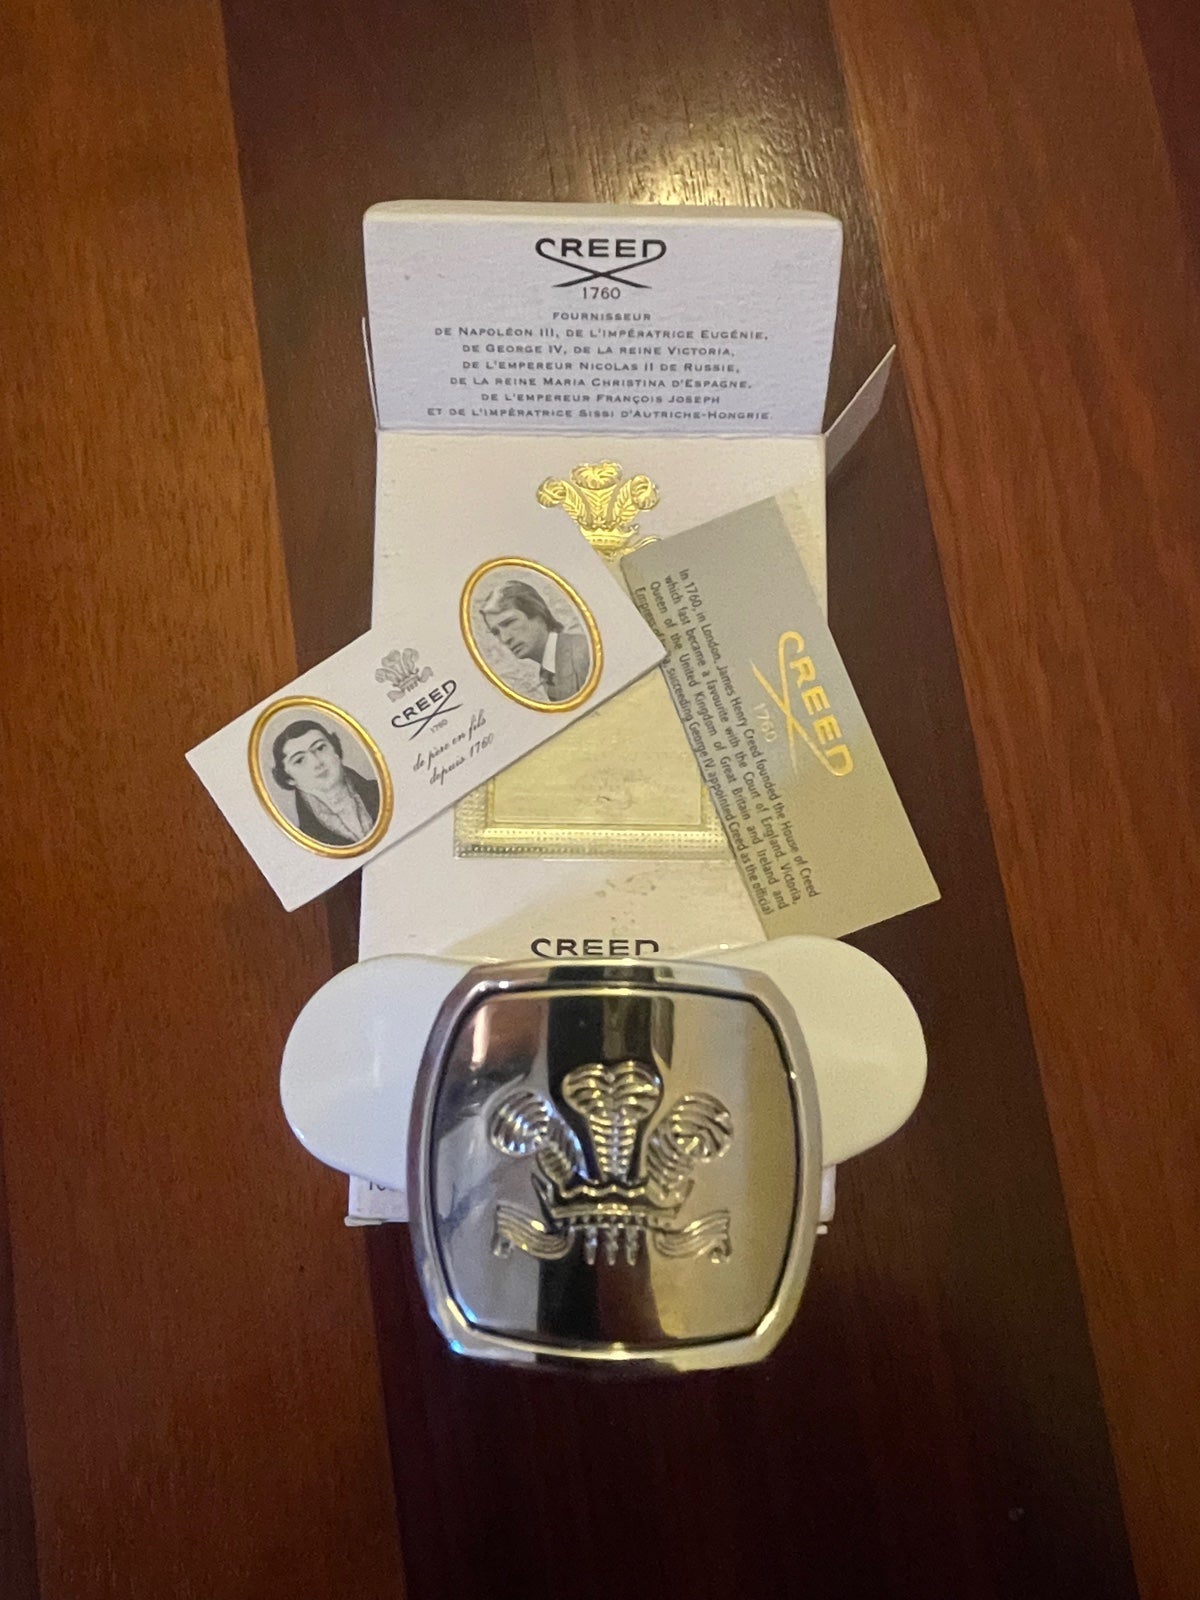 CREED
1760
FOURNISSEUR
DE NAPOLÉON III, DE L'IMPÉRATRICE EUGÉNIE,
DE GEORGE IV, DE LA REINE VICTORIA,
DE L'EMPEREUR NICOLAS II DE RUSSIE,
DE LA REINE MARIA CHRISTINA D'ESPAGNE,
DE L'EMPEREUR FRANÇOIS JOSEPH
ET DE L'IMPÉRATRICE SISSI D'AUTRICHE-HONGRIE.
CREED
1760
de père en fils
depuis 1760
CREED
1760
In 1760, in London, James Henry Creed founded the House of Creed
which fast became a favourite with the Court of England. Victoria,
Queen of the United Kingdom of Great Britain and Ireland and
Empress of succeeding George IV appointed Creed as the official
CREED